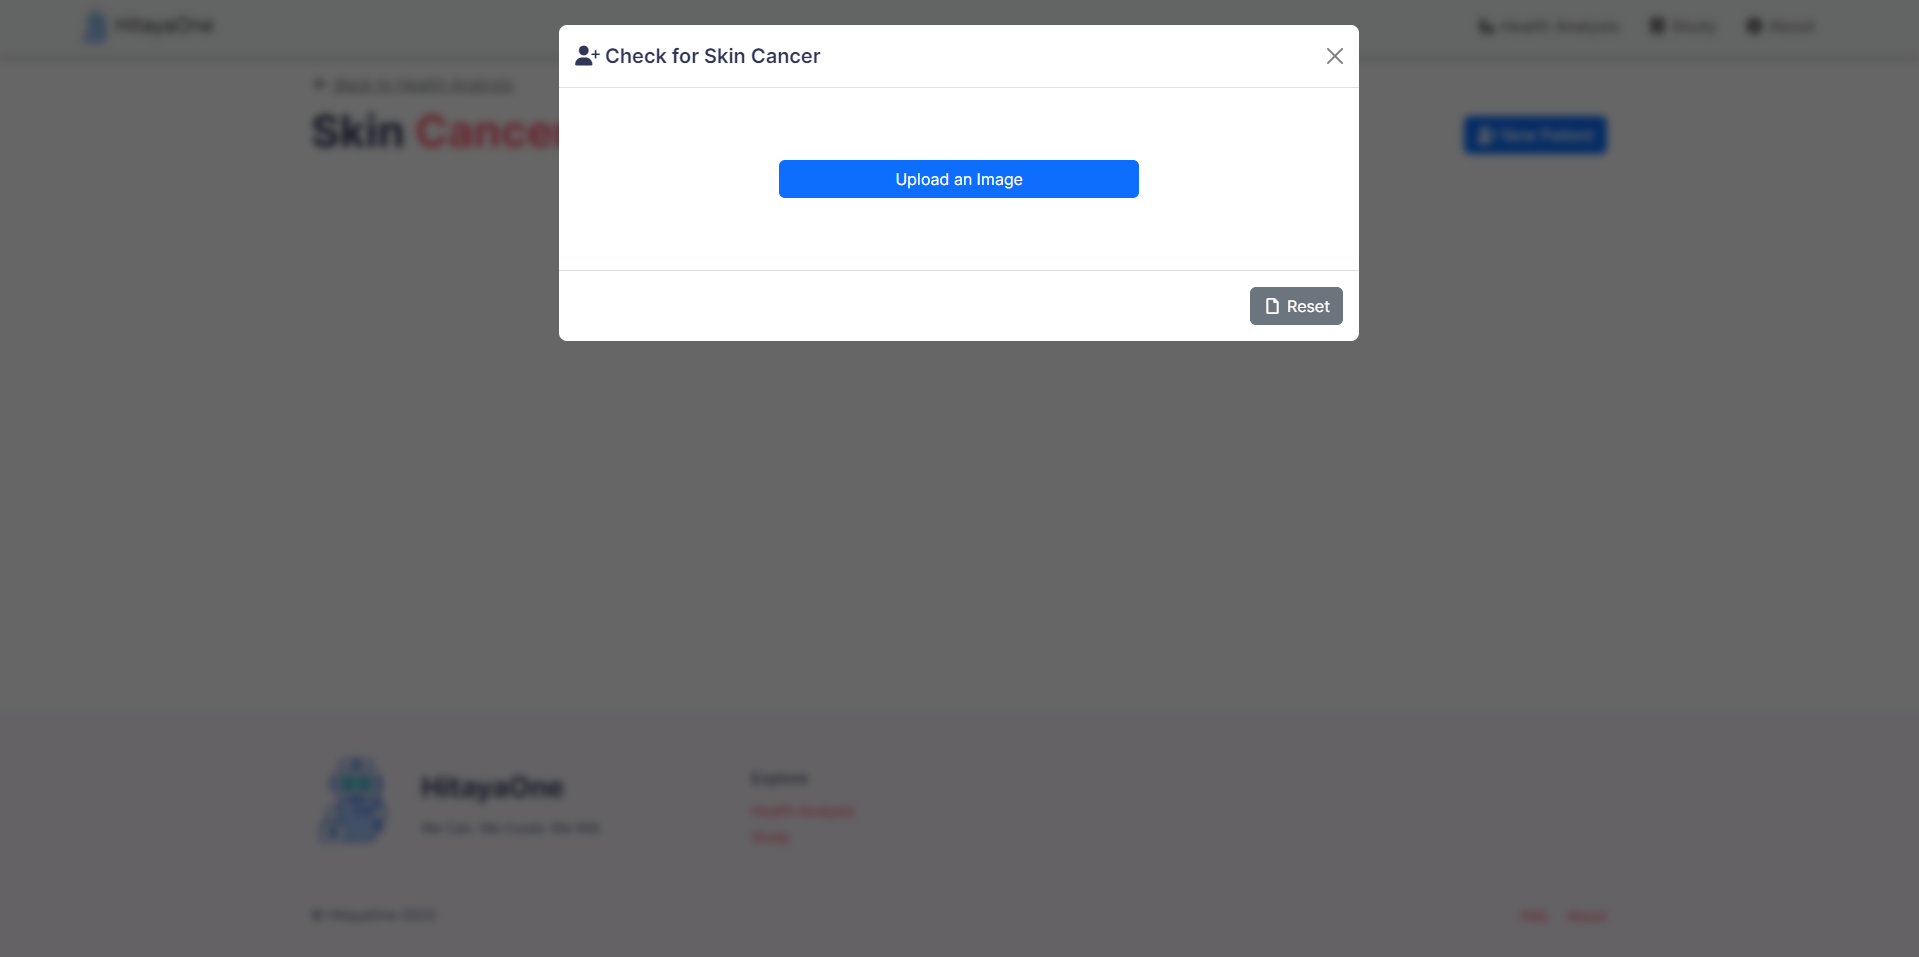 HitayaOne
Health Analysis
Study
About
Check for Skin Cancer
Back to Health Analysis
Skin Cancer
New Patient
Upload an Image
Reset
HitayaOne
Explore
Health Analysis
Study
We Can. We Could. We Will.
© HitayaOne 2023
FAQ
About